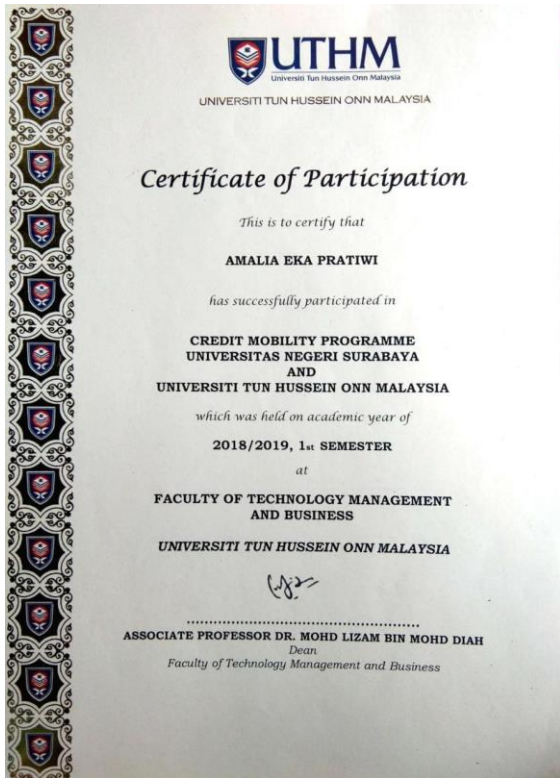 UTHM
Universiti Tun Hussein Onn Malaysia
UNIVERSITI TUN HUSSEIN ONN MALAYSIA
Certificate of Participation
This is to certify that
AMALIA EKA PRATIWI
has successfully participated in
CREDIT MOBILITY PROGRAMME
UNIVERSITAS NEGERI SURABAYA
AND
UNIVERSITI TUN HUSSEIN ONN MALAYSIA
which was held on academic year of
2018/2019, 1st SEMESTER
at
FACULTY OF TECHNOLOGY MANAGEMENT
AND BUSINESS
UNIVERSITI TUN HUSSEIN ONN MALAYSIA
ASSOCIATE PROFESSOR DR. MOHD LIZAM BIN MOHD DIAH
Dean
Faculty of Technology Management and Business